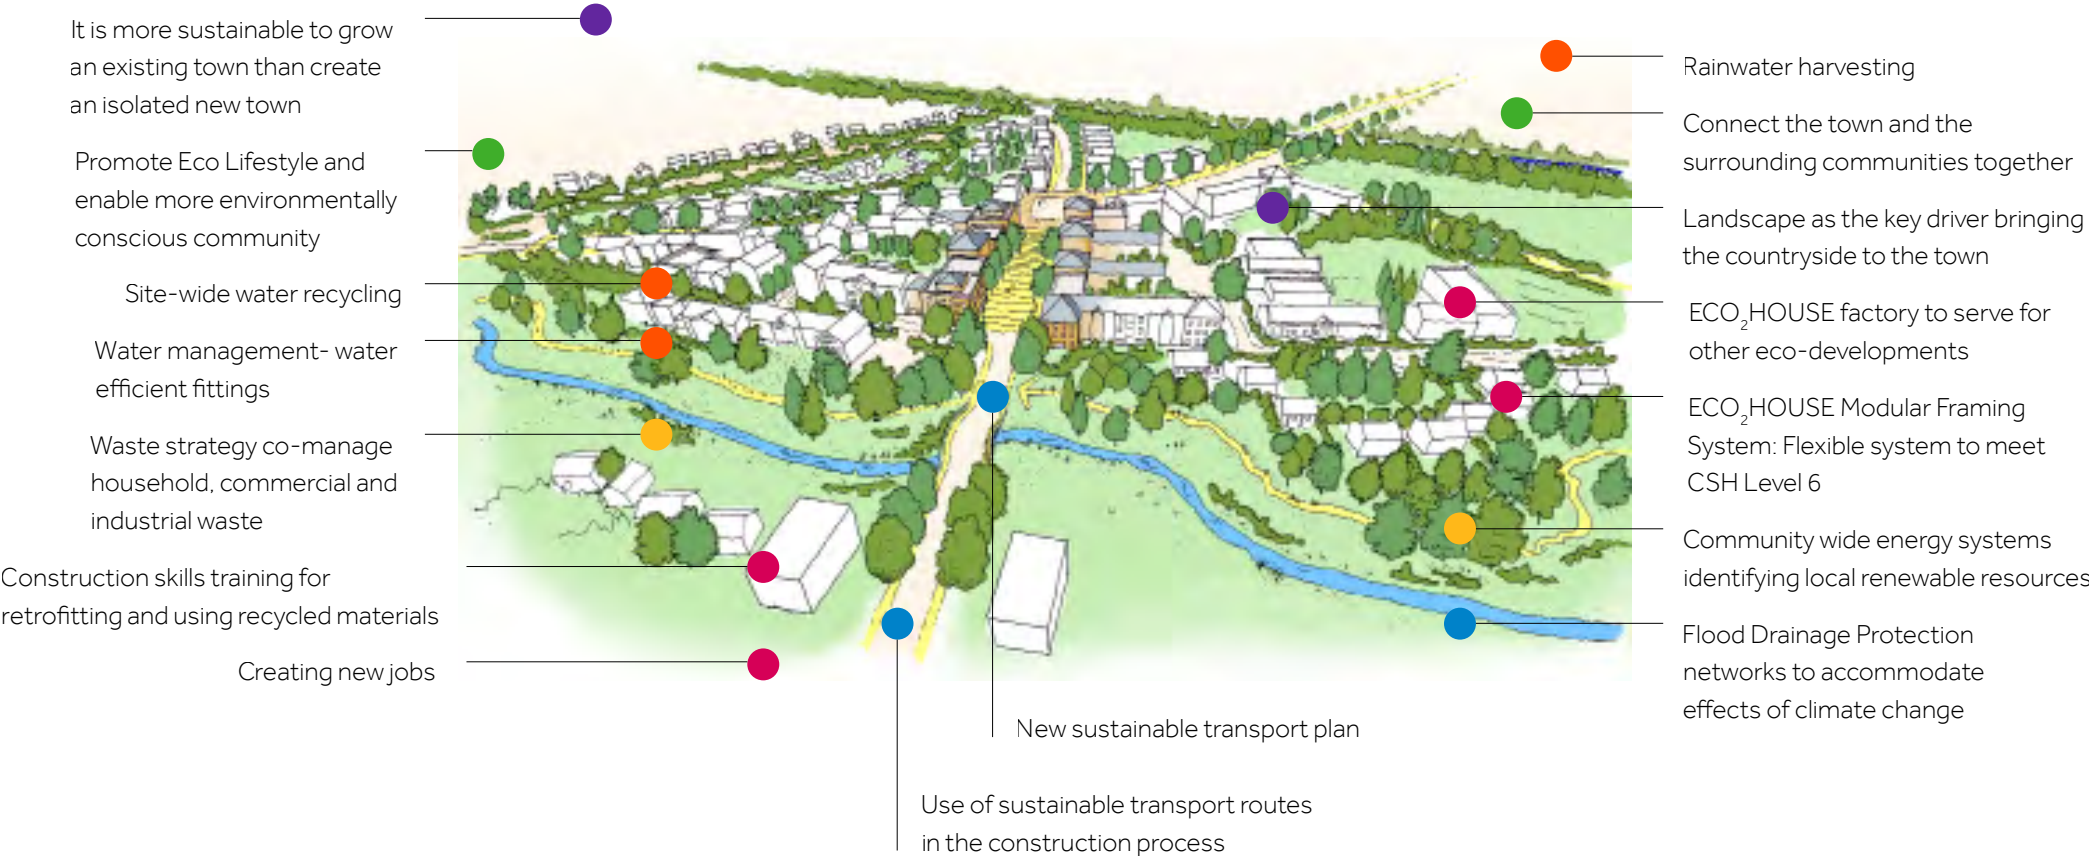 It is more sustainable to grow
an existing town than create
an isolated new town
Promote Eco Lifestyle and
enable more environmentally
conscious community
Site-wide water recycling
Water management- water
efficient fittings
Waste strategy co-manage
household, commercial and
industrial waste
Construction skills training for
retrofitting and using recycled materials
Creating new jobs
Rainwater harvesting
Connect the town and the
surrounding communities together
Landscape as the key driver bringing
the countryside to the town
ECO₂HOUSE factory to serve for
other eco-developments
ECO₂HOUSE Modular Framing
System: Flexible system to meet
CSH Level 6
Community wide energy systems
identifying local renewable resources
Flood Drainage Protection
networks to accommodate
effects of climate change
New sustainable transport plan
Use of sustainable transport routes
in the construction process